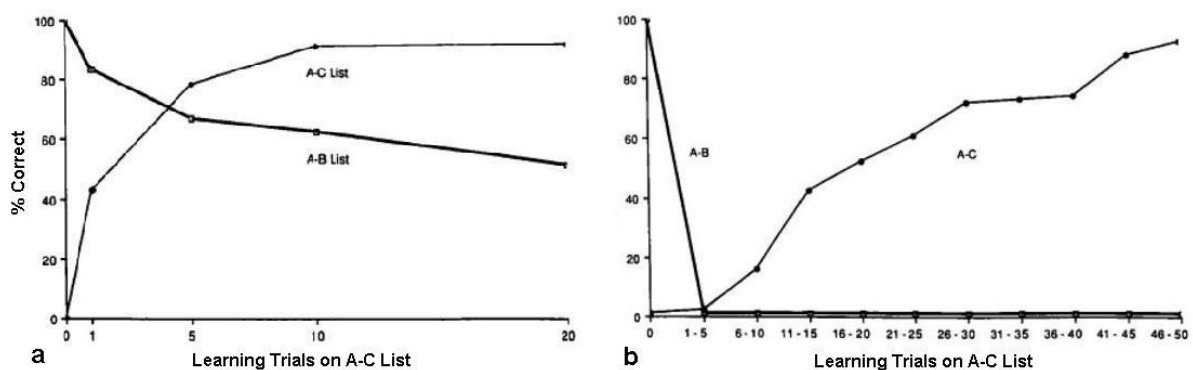 100
80
60
40
20
0
% Correct
A-C List
A-B List
0 1 5 10 20
a
Learning Trials on A-C List
100
80
60
40
20
0
A-B
A-C
0 1-5 6-10 11-15 16-20 21-25 26-30 31-35 36-40 41-45 46-50
b
Learning Trials on A-C List